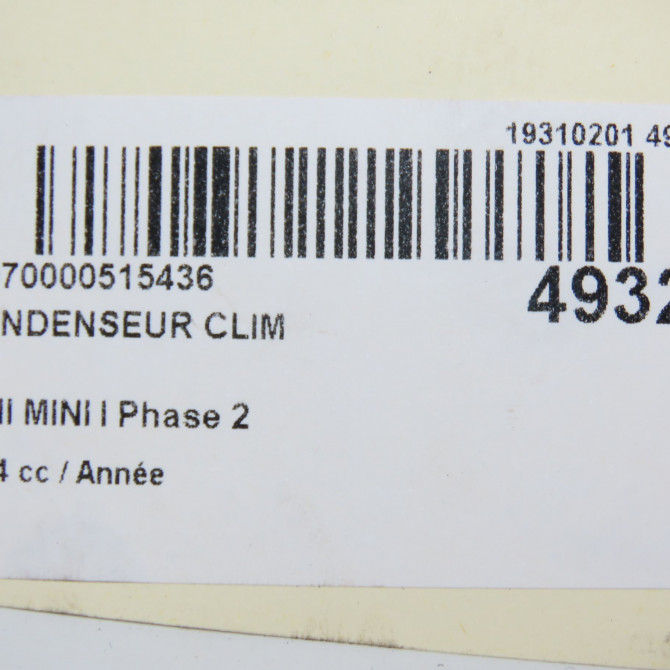 19310201 49
70000515436
4932
NDENSEUR CLIM
II MINI I Phase 2
4 cc / Année